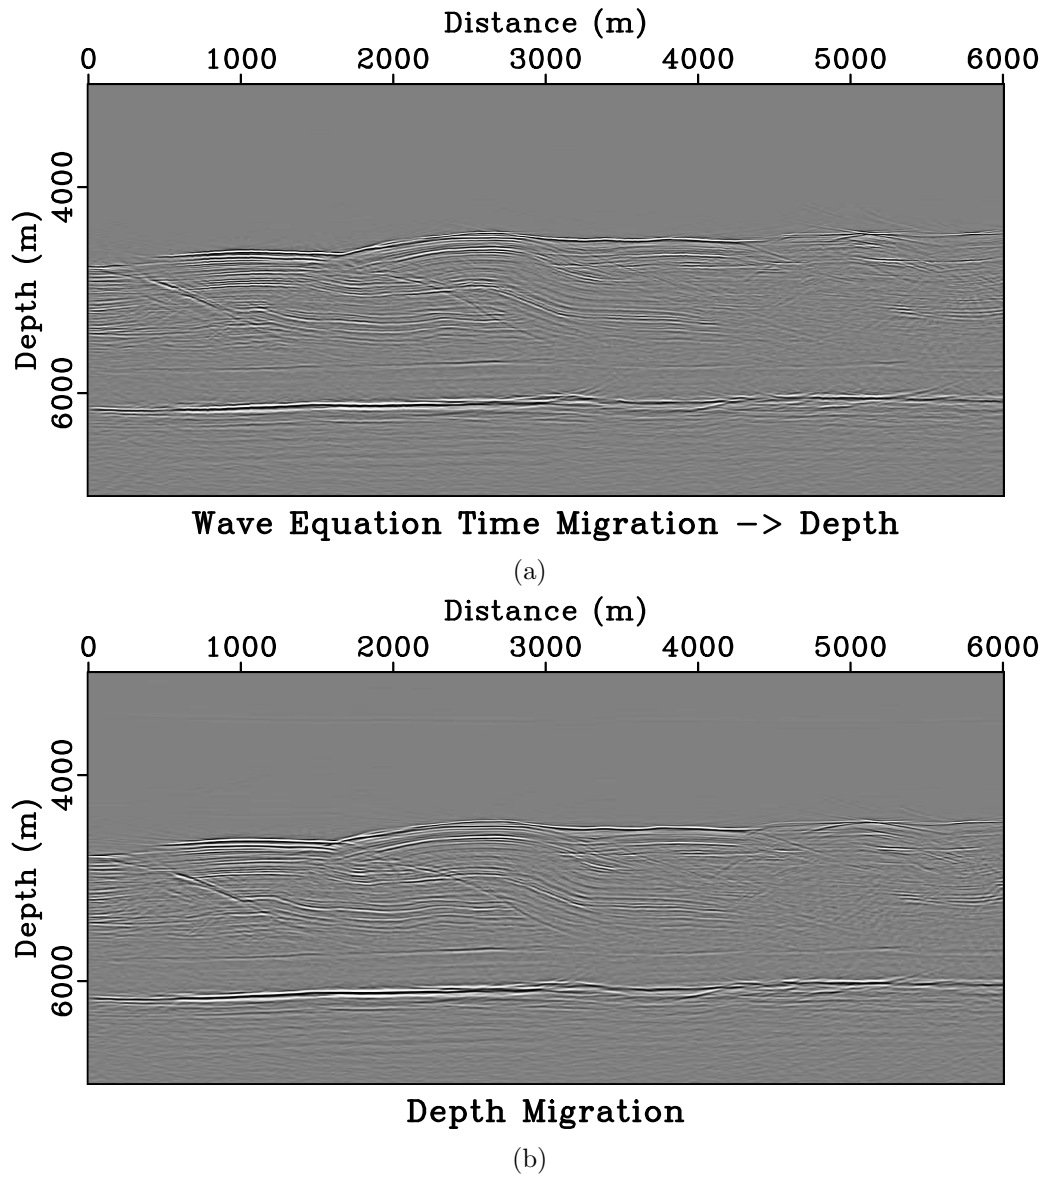 Distance (m)
0 1000 2000 3000 4000 5000 6000
4000
Depth (m)
6000
Wave Equation Time Migration −> Depth
(a)
Distance (m)
0 1000 2000 3000 4000 5000 6000
4000
Depth (m)
6000
Depth Migration
(b)